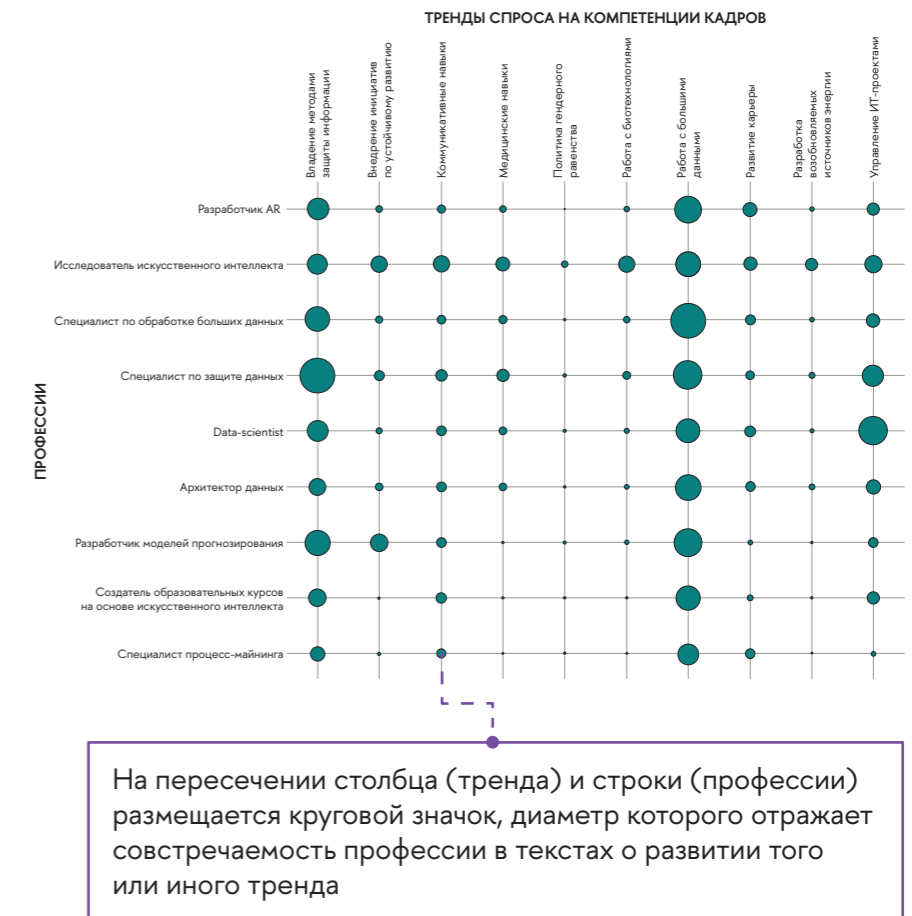 ТРЕНДЫ СПРОСА НА КОМПЕТЕНЦИИ КАДРОВ
Владение методами
защиты информации
Внедрение инициатив
по устойчивому развитию
Коммуникативные навыки
Медицинские навыки
Политика гендерного
равенства
Работа с биотехнологиями
Работа с большими
данными
Развитие карьеры
Разработка
возобновляемых
источников энергии
Управление ИТ-проектами
ПРОФЕССИИ
Разработчик AR
Исследователь искусственного интеллекта
Специалист по обработке больших данных
Специалист по защите данных
Data-scientist
Архитектор данных
Разработчик моделей прогнозирования
Создатель образовательных курсов
на основе искусственного интеллекта
Специалист процесс-майнинга
На пересечении столбца (тренда) и строки (профессии)
размещается круговой значок, диаметр которого отражает
совстречаемость профессии в текстах о развитии того
или иного тренда